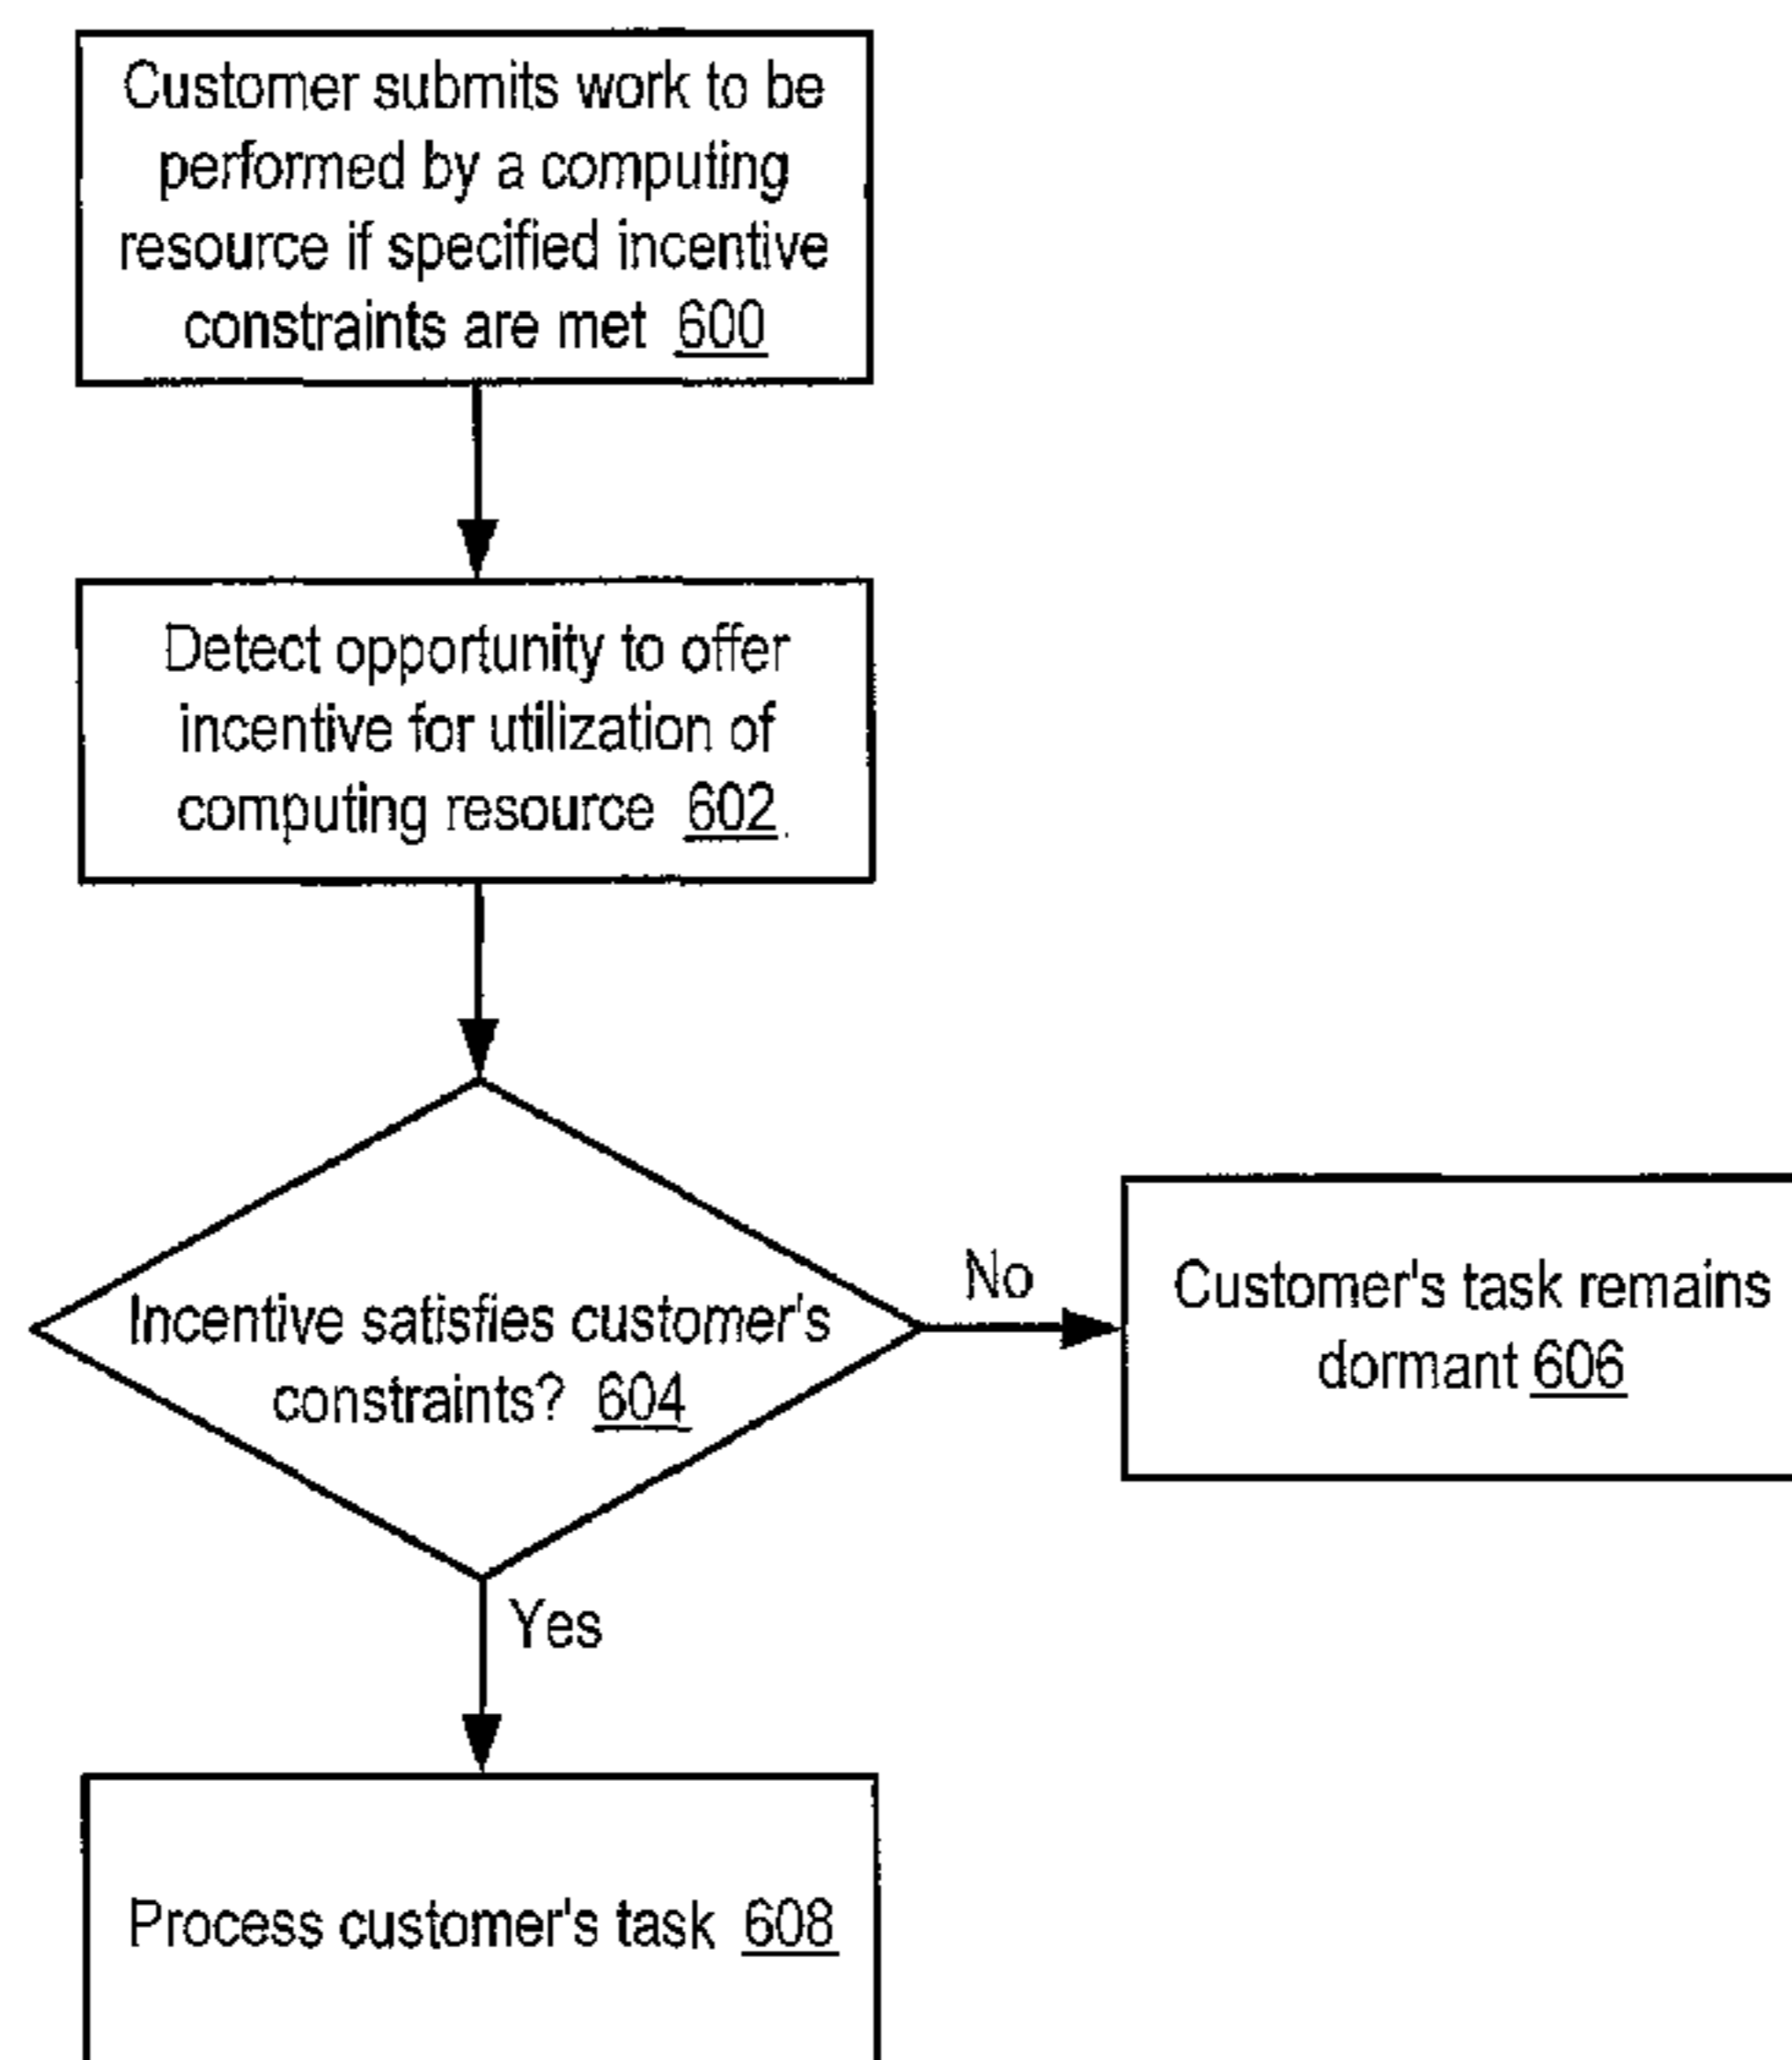 Customer submits work to be
performed by a computing
resource if specified incentive
constraints are met 600
Detect opportunity to offer
incentive for utilization of
computing resource 602
Incentive satisfies customer's
constraints? 604
No
Customer's task remains
dormant 606
Yes
Process customer's task 608